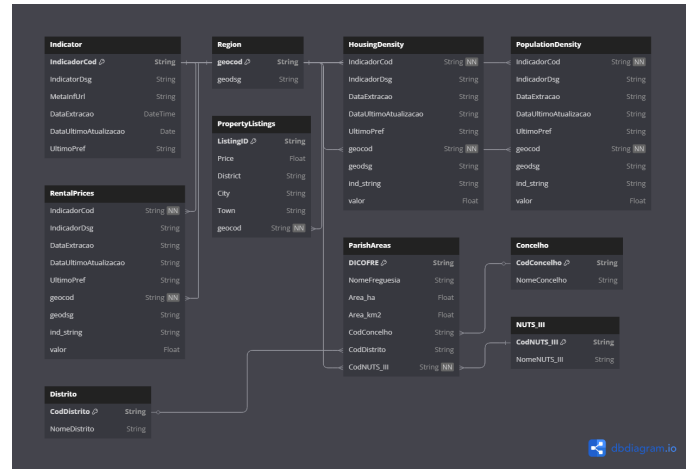 Indicator
IndicadorCod String
IndicatorDsg String
MetaInfUrl String
DataExtracao DateTime
DataUltimoAtualizacao Date
UltimoPref String
Region
geocod String
geodsg String
HousingDensity
IndicadorCod String NN
IndicadorDsg String
DataExtracao String
DataUltimoAtualizacao String
UltimoPref String
geocod String NN
geodsg String
ind_string String
valor Float
PopulationDensity
IndicadorCod String NN
IndicadorDsg String
DataExtracao String
DataUltimoAtualizacao String
UltimoPref String
geocod String NN
geodsg String
ind_string String
valor Float
PropertyListings
ListingID String
Price Float
District String
City String
Town String
geocod String NN
RentalPrices
IndicadorCod String NN
IndicadorDsg String
DataExtracao String
DataUltimoAtualizacao String
UltimoPref String
geocod String NN
geodsg String
ind_string String
valor Float
ParishAreas
DICOFRE String
NomeFreguesia String
Area_ha Float
Area_km2 Float
CodConcelho String
CodDistrito String
CodNUTS_III String NN
Concelho
CodConcelho String
NomeConcelho String
NUTS_III
CodNUTS_III String
NomeNUTS_III String
Distrito
CodDistrito String
NomeDistrito String
dbdiagram.io